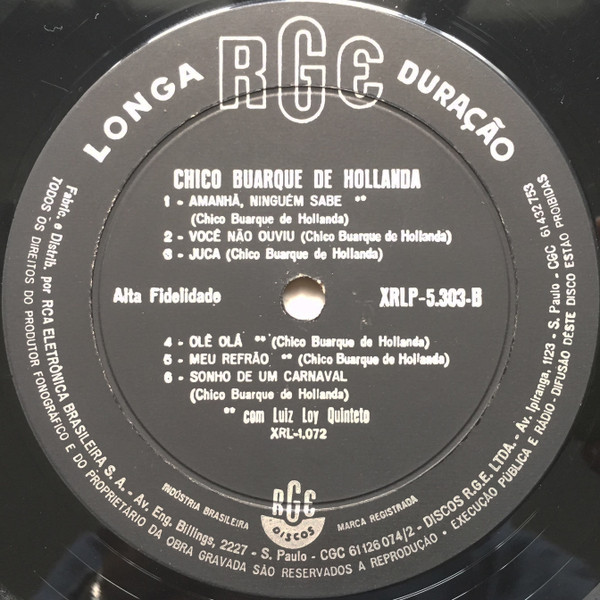 LONGA RGE DURAÇÃO
CHICO BUARQUE DE HOLLANDA
1 - AMANHÃ, NINGUÉM SABE **
(Chico Buarque de Hollanda)
2 - VOCÊ NÃO OUVIU (Chico Buarque de Hollanda)
3 - JUCA (Chico Buarque de Hollanda)
Alta Fidelidade
XRLP-5.303-B
4 - OLÊ OLÁ ** (Chico Buarque de Hollanda)
5 - MEU REFRÃO ** (Chico Buarque de Hollanda)
6 - SONHO DE UM CARNAVAL
(Chico Buarque de Hollanda)
** com Luiz Loy Quinteto
XRL-1.072
INDÚSTRIA BRASILEIRA
RGE
DISCOS
MARCA REGISTRADA
Fabric. e Distrib. por RCA ELETRÔNICA BRASILEIRA S. A. - Av. Eng. Billings, 2227 - S. Paulo - CGC 61 126 074/2 - DISCOS R.G.E. LTDA. - Av. Ipiranga, 1123 - S. Paulo - CGC 61432753
TODOS OS DIREITOS DO PRODUTOR FONOGRÁFICO E DO PROPRIETÁRIO DA OBRA GRAVADA SÃO RESERVADOS A REPRODUÇÃO • EXECUÇÃO PÚBLICA E RÁDIO-DIFUSÃO DÊSTE DISCO ESTÃO PROIBIDAS